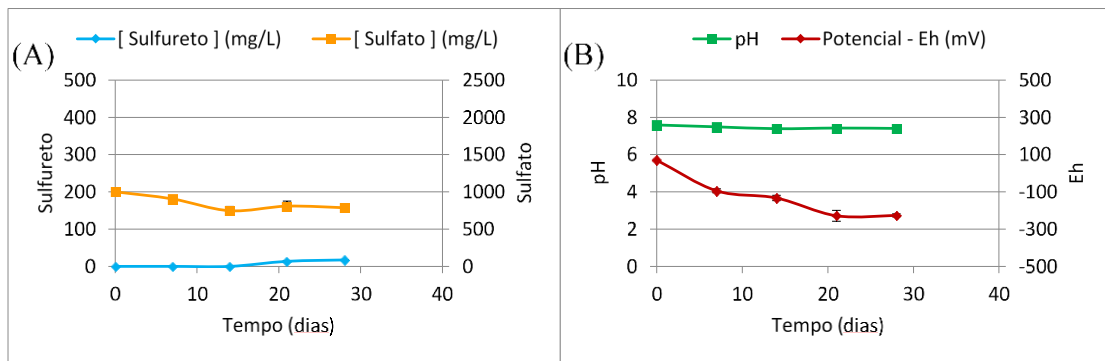 [ Sulfureto ] (mg/L) [ Sulfato ] (mg/L)
(A)
500 2500
400 2000
300 1500
200 1000
100 500
0 0
Sulfureto
Sulfato
0 10 20 30 40
Tempo (dias)
pH Potencial - Eh (mV)
(B)
10 500
8 300
6 100
4 -100
2 -300
0 -500
pH
Eh
0 10 20 30 40
Tempo (dias)